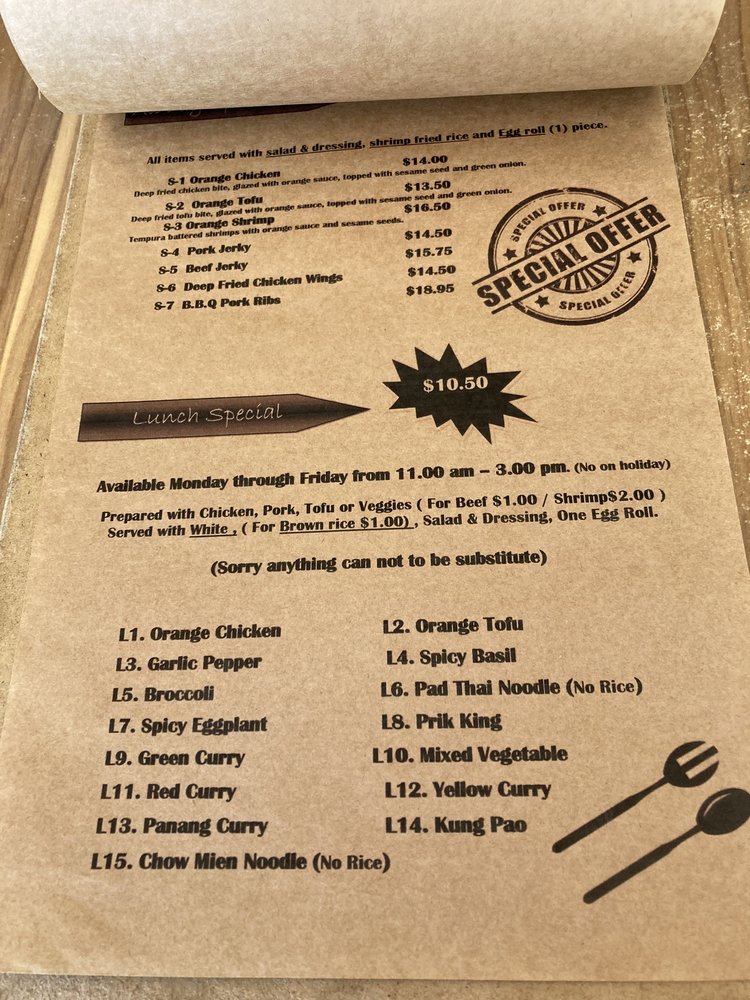 All items served with salad & dressing, shrimp fried rice and Egg roll (1) piece.
S-1 Orange Chicken $14.00
Deep fried chicken bite, glazed with orange sauce, topped with sesame seed and green onion.
S-2 Orange Tofu $13.50
Deep fried tofu bite, glazed with orange sauce, topped with sesame seed and green onion.
S-3 Orange Shrimp $16.50
Tempura battered shrimps with orange sauce and sesame seeds.
S-4 Pork Jerky $14.50
S-5 Beef Jerky $15.75
S-6 Deep Fried Chicken Wings $14.50
S-7 B.B.Q Pork Ribs $18.95
SPECIAL OFFER
SPECIAL OFFER
SPECIAL OFFER
Lunch Special
$10.50
Available Monday through Friday from 11.00 am – 3.00 pm. (No on holiday)
Prepared with Chicken, Pork, Tofu or Veggies ( For Beef $1.00 / Shrimp$2.00 )
Served with White , ( For Brown rice $1.00) , Salad & Dressing, One Egg Roll.
(Sorry anything can not to be substitute)
L1. Orange Chicken
L2. Orange Tofu
L3. Garlic Pepper
L4. Spicy Basil
L5. Broccoli
L6. Pad Thai Noodle (No Rice)
L7. Spicy Eggplant
L8. Prik King
L9. Green Curry
L10. Mixed Vegetable
L11. Red Curry
L12. Yellow Curry
L13. Panang Curry
L14. Kung Pao
L15. Chow Mien Noodle (No Rice)